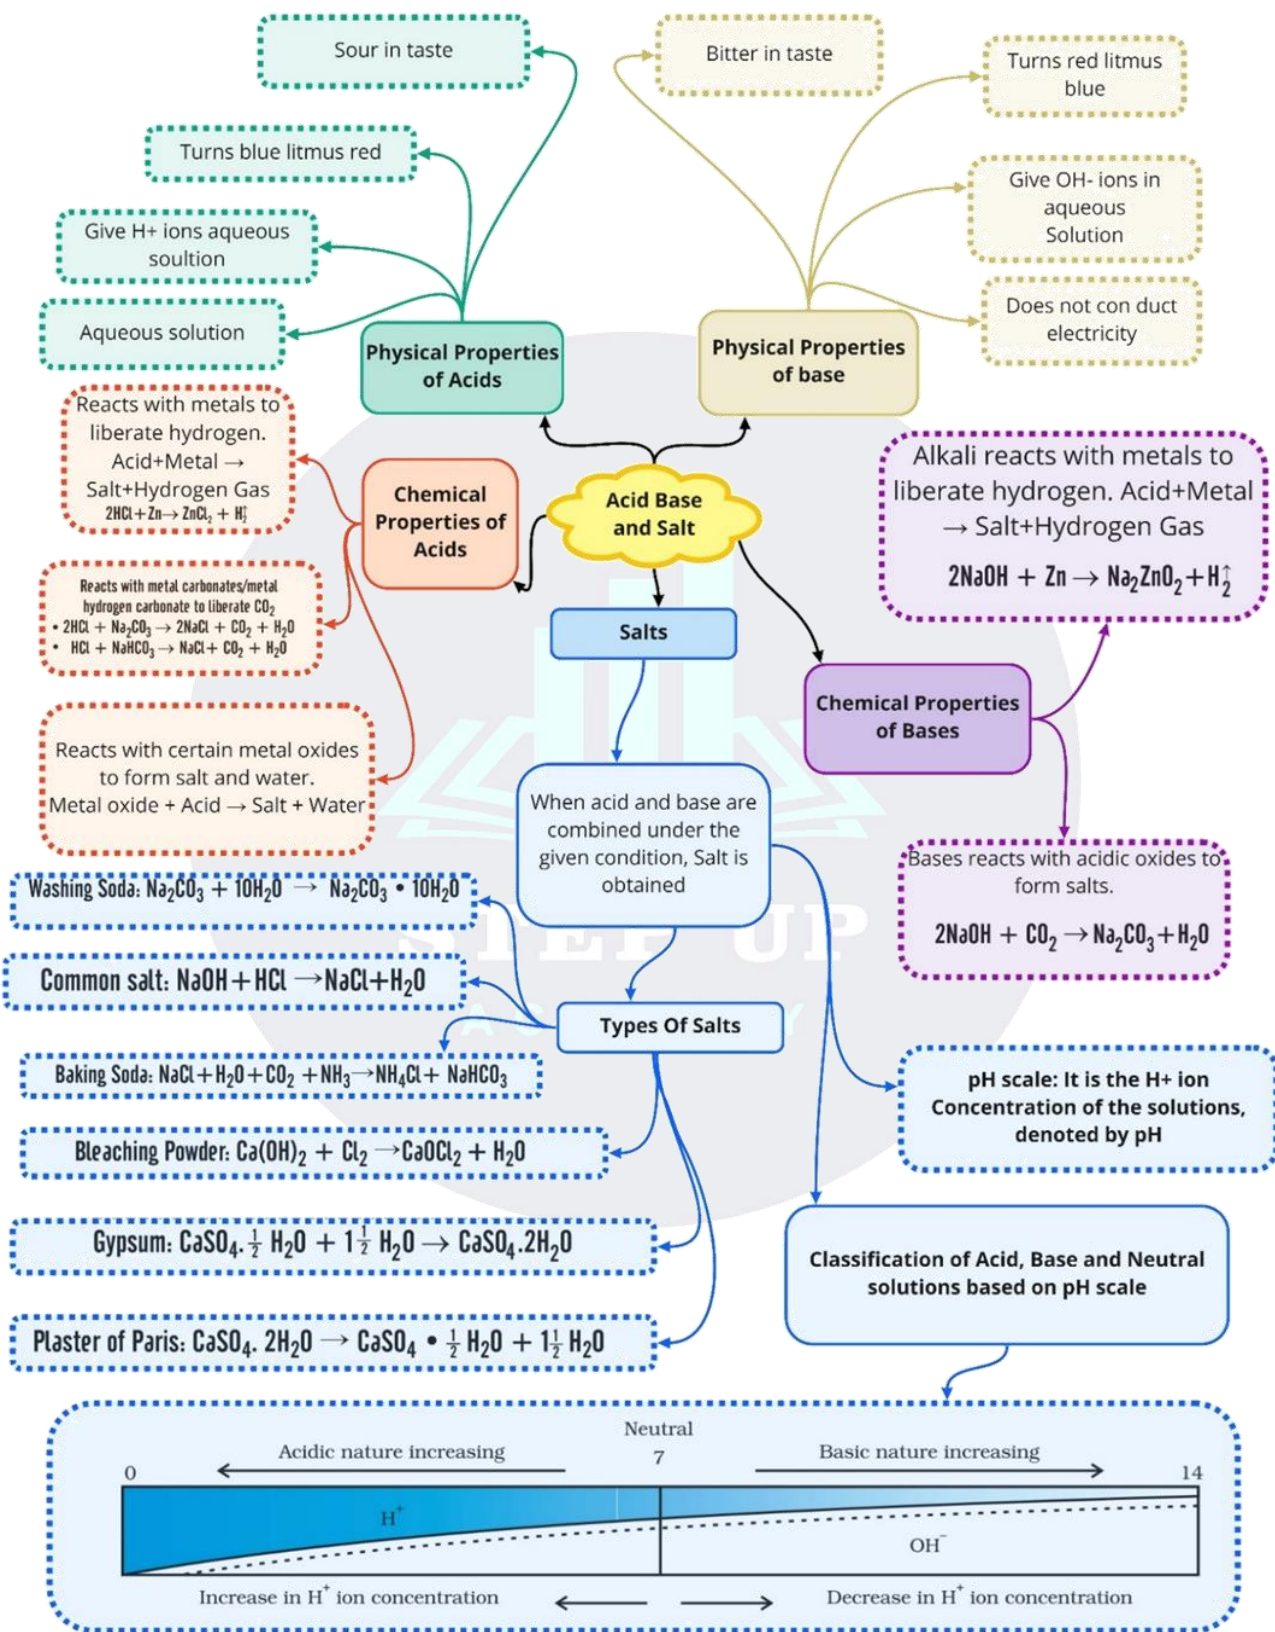 Sour in taste
Turns blue litmus red
Give H+ ions aqueous
soultion
Aqueous solution
Physical Properties
of Acids
Bitter in taste
Turns red litmus
blue
Give OH- ions in
aqueous
Solution
Does not con duct
electricity
Physical Properties
of base
Acid Base
and Salt
Chemical
Properties of
Acids
Reacts with metals to
liberate hydrogen.
Acid+Metal →
Salt+Hydrogen Gas
2HCl+Zn→ ZnCl₂ + H₂↑
Reacts with metal carbonates/metal
hydrogen carbonate to liberate CO₂
• 2HCl + Na₂CO₃ → 2NaCl + CO₂ + H₂O
• HCl + NaHCO₃ → NaCl + CO₂ + H₂O
Reacts with certain metal oxides
to form salt and water.
Metal oxide + Acid → Salt + Water
Alkali reacts with metals to
liberate hydrogen. Acid+Metal
→ Salt+Hydrogen Gas
2NaOH + Zn → Na₂ZnO₂+H₂↑
Chemical Properties
of Bases
Bases reacts with acidic oxides to
form salts.
2NaOH + CO₂ →Na₂CO₃+H₂O
Salts
When acid and base are
combined under the
given condition, Salt is
obtained
STEP UP
Types Of Salts
Washing Soda: Na₂CO₃ + 10H₂O → Na₂CO₃ • 10H₂O
Common salt: NaOH+HCl →NaCl+H₂O
Baking Soda: NaCl+H₂O+CO₂ +NH₃→NH₄Cl+ NaHCO₃
Bleaching Powder: Ca(OH)₂ + Cl₂ →CaOCl₂ + H₂O
Gypsum: CaSO₄.½ H₂O + 1½ H₂O → CaSO₄.2H₂O
Plaster of Paris: CaSO₄. 2H₂O → CaSO₄ • ½ H₂O + 1½ H₂O
pH scale: It is the H+ ion
Concentration of the solutions,
denoted by pH
Classification of Acid, Base and Neutral
solutions based on pH scale
Neutral
Acidic nature increasing 7 Basic nature increasing
0 14
H⁺
OH⁻
Increase in H⁺ ion concentration Decrease in H⁺ ion concentration